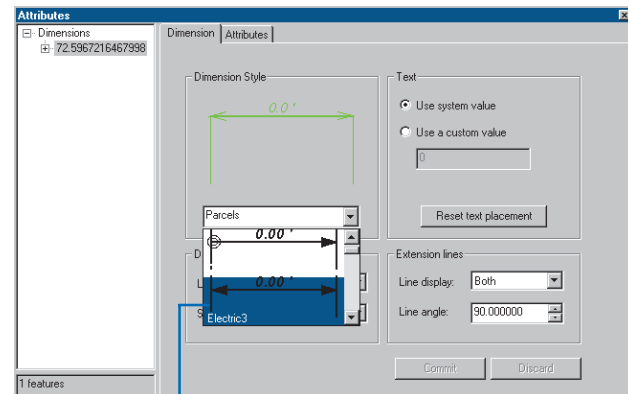 Attributes
Dimensions
72.5967216467998
Dimension
Attributes
Dimension Style
0.0 "
Parcels
0.00 '
0.00 '
Electric3
D
L
S
Text
Use system value
Use a custom value
0
Reset text placement
Extension lines
Line display: Both
Line angle: 90.000000
Commit
Discard
1 features